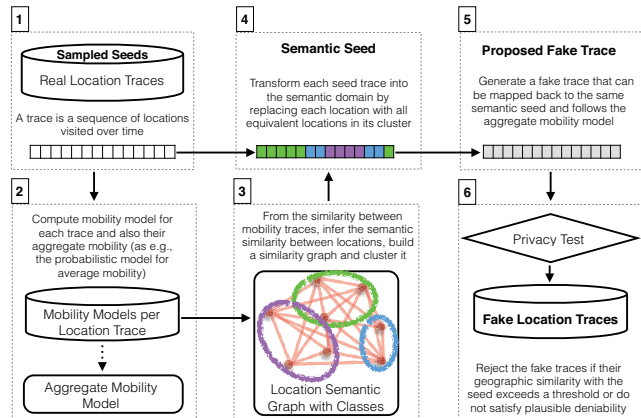 1
Sampled Seeds
Real Location Traces
A trace is a sequence of locations
visited over time
4
Semantic Seed
Transform each seed trace into
the semantic domain by
replacing each location with all
equivalent locations in its cluster
5
Proposed Fake Trace
Generate a fake trace that can
be mapped back to the same
semantic seed and follows the
aggregate mobility model
2
Compute mobility model for
each trace and also their
aggregate mobility (as e.g.,
the probabilistic model for
average mobility)
Mobility Models per
Location Trace
Aggregate Mobility
Model
3
From the similarity between
mobility traces, infer the semantic
similarity between locations, build
a similarity graph and cluster it
Location Semantic
Graph with Classes
6
Privacy Test
Fake Location Traces
Reject the fake traces if their
geographic similarity with the
seed exceeds a threshold or do
not satisfy plausible deniability